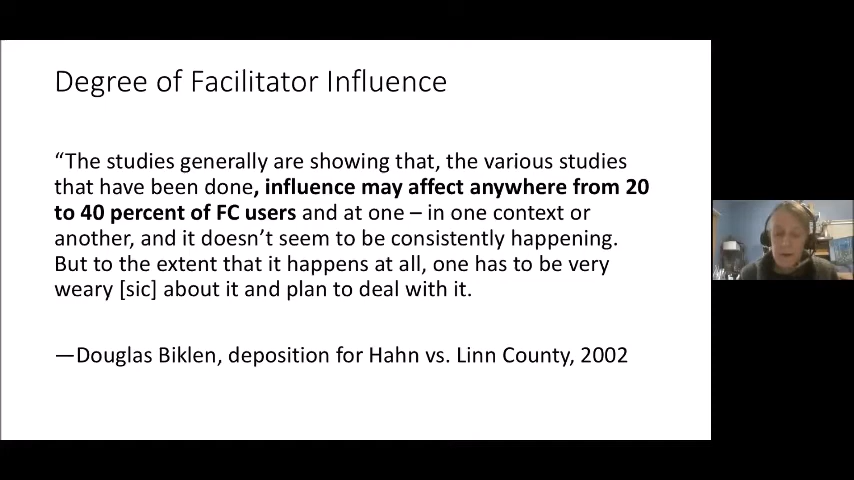 Degree of Facilitator Influence
“The studies generally are showing that, the various studies
that have been done, influence may affect anywhere from 20
to 40 percent of FC users and at one – in one context or
another, and it doesn’t seem to be consistently happening.
But to the extent that it happens at all, one has to be very
weary [sic] about it and plan to deal with it.
—Douglas Biklen, deposition for Hahn vs. Linn County, 2002